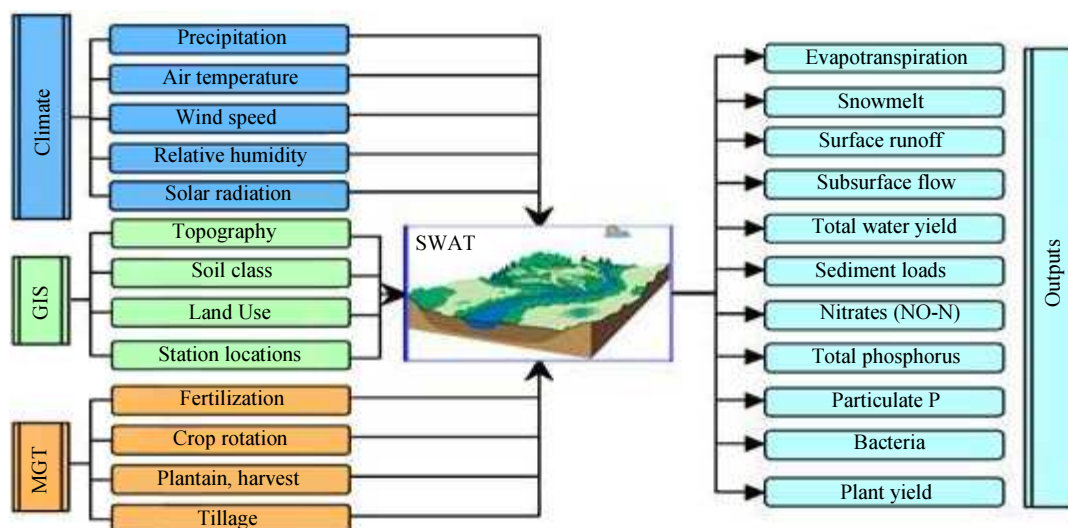 Climate
Precipitation
Air temperature
Wind speed
Relative humidity
Solar radiation
GIS
Topography
Soil class
Land Use
Station locations
MGT
Fertilization
Crop rotation
Plantain, harvest
Tillage
SWAT
Evapotranspiration
Snowmelt
Surface runoff
Subsurface flow
Total water yield
Sediment loads
Nitrates (NO-N)
Total phosphorus
Particulate P
Bacteria
Plant yield
Outputs